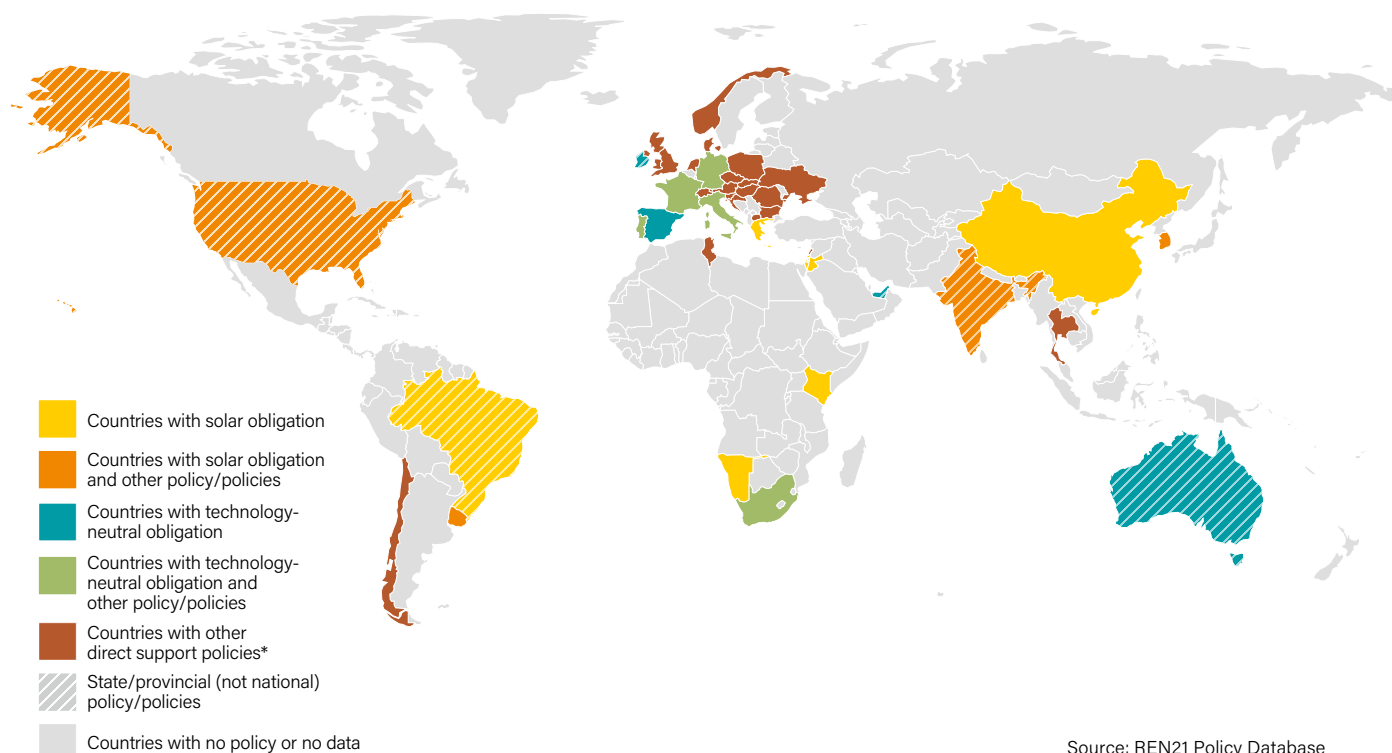 Countries with solar obligation
Countries with solar obligation
and other policy/policies
Countries with technology-
neutral obligation
Countries with technology-
neutral obligation and
other policy/policies
Countries with other
direct support policies*
State/provincial (not national)
policy/policies
Countries with no policy or no data
Source: REN21 Policy Database